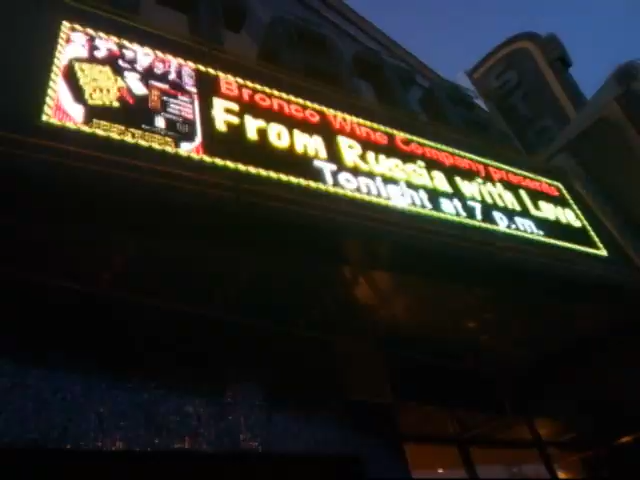 Bronco Wine Company presents
From Russia with Love
Tonight at 7 p.m.